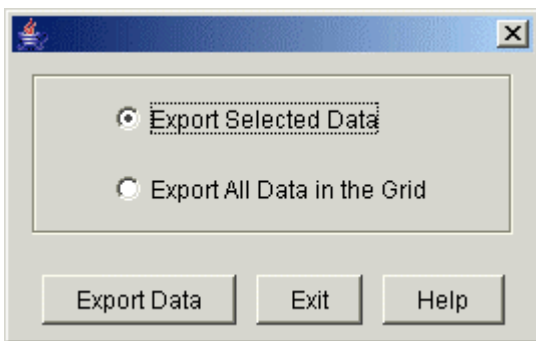 Export Selected Data
Export All Data in the Grid
Export Data Exit Help